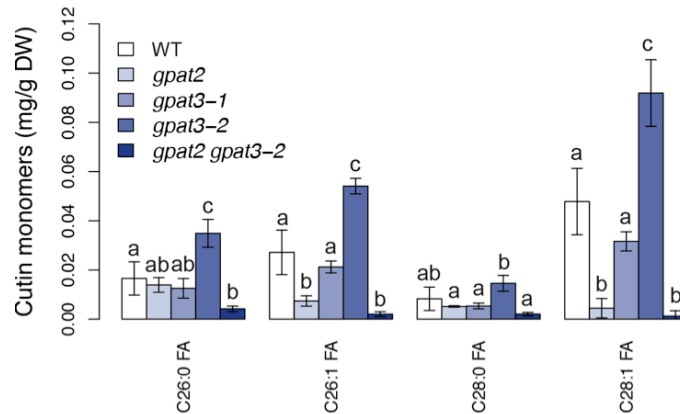 Cutin monomers (mg/g DW)
0.12
0.10
0.08
0.06
0.04
0.02
0.00
WT
gpat2
gpat3-1
gpat3-2
gpat2 gpat3-2
a ab ab c b
a b a c b
ab a a b a
a b a c b
C26:0 FA
C26:1 FA
C28:0 FA
C28:1 FA